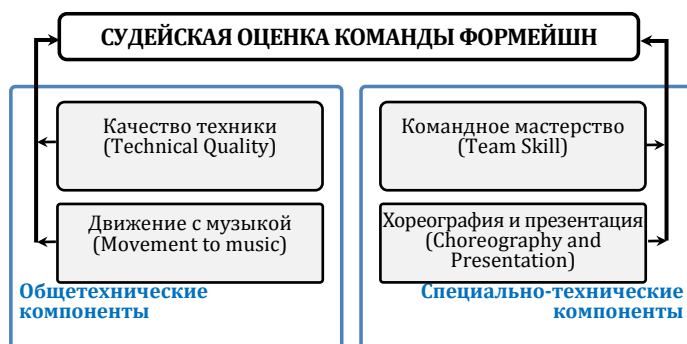 СУДЕЙСКАЯ ОЦЕНКА КОМАНДЫ ФОРМЕЙШН
Качество техники
(Technical Quality)
Движение с музыкой
(Movement to music)
Общетехнические
компоненты
Командное мастерство
(Team Skill)
Хореография и презентация
(Choreography and
Presentation)
Специально-технические
компоненты